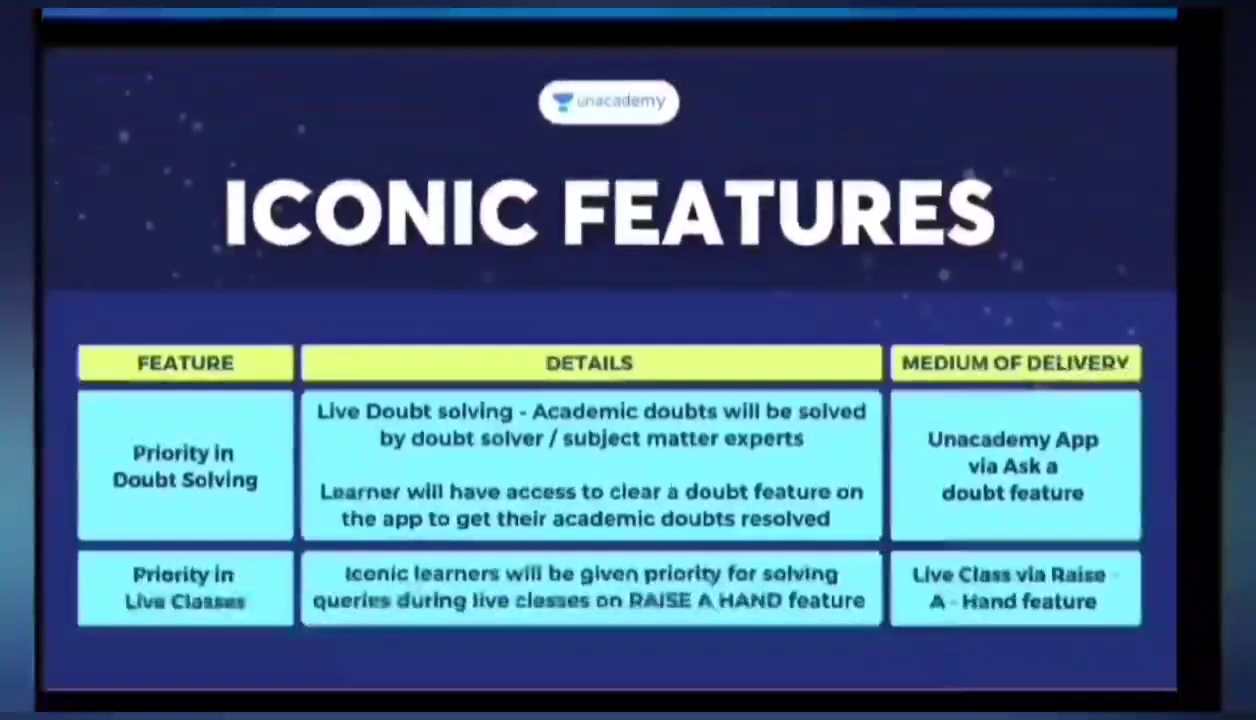 unacademy
ICONIC FEATURES
FEATURE
DETAILS
MEDIUM OF DELIVERY
Priority in
Doubt Solving
Live Doubt solving - Academic doubts will be solved
by doubt solver / subject matter experts
Learner will have access to clear a doubt feature on
the app to get their academic doubts resolved
Unacademy App
via Ask a
doubt feature
Priority in
Live Classes
Iconic learners will be given priority for solving
queries during live classes on RAISE A HAND feature
Live Class via Raise -
A - Hand feature